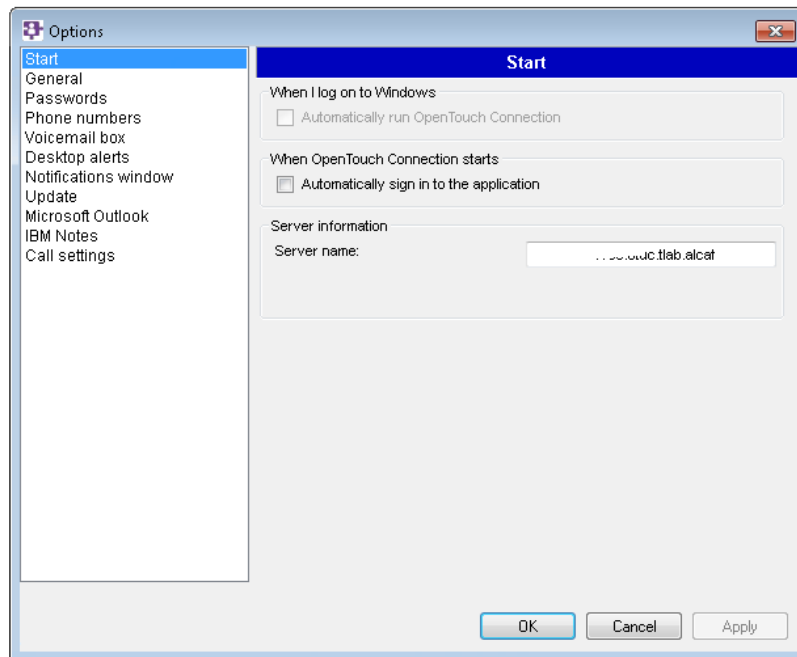 Options
Start
General
Passwords
Phone numbers
Voicemail box
Desktop alerts
Notifications window
Update
Microsoft Outlook
IBM Notes
Call settings
Start
When I log on to Windows
Automatically run OpenTouch Connection
When OpenTouch Connection starts
Automatically sign in to the application
Server information
Server name:
.tlab.alcat
OK Cancel Apply